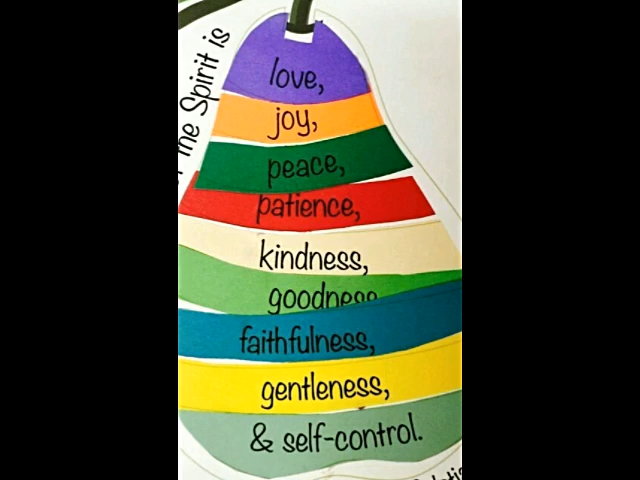 the Spirit is
love,
joy,
peace,
patience,
kindness,
goodness
faithfulness,
gentleness,
& self-control.